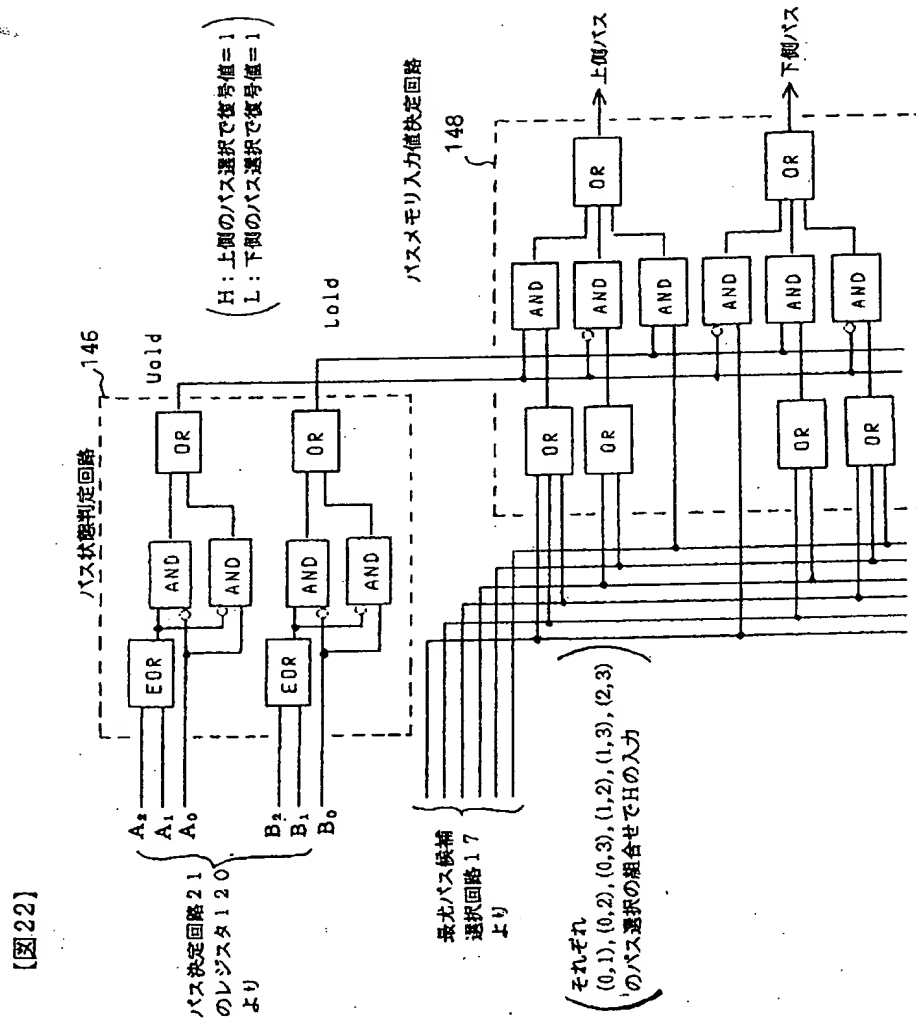 【図22】
パス決定回路21
のレジスタ120
より
A₂
A₁
A₀
B₂
B₁
B₀
パス状態判定回路
146
EOR
AND
AND
OR
Uold
EOR
AND
AND
OR
Lold
H:上側のパス選択で復号値=1
L:下側のパス選択で復号値=1
最尤パス候補
選択回路17
より
それぞれ
(0,1),(0,2),(0,3),(1,2),(1,3),(2,3)
のパス選択の組合せでHの入力
パスメモリ入力値決定回路
148
OR
OR
AND
AND
AND
OR
上側パス
OR
OR
AND
AND
AND
OR
下側パス